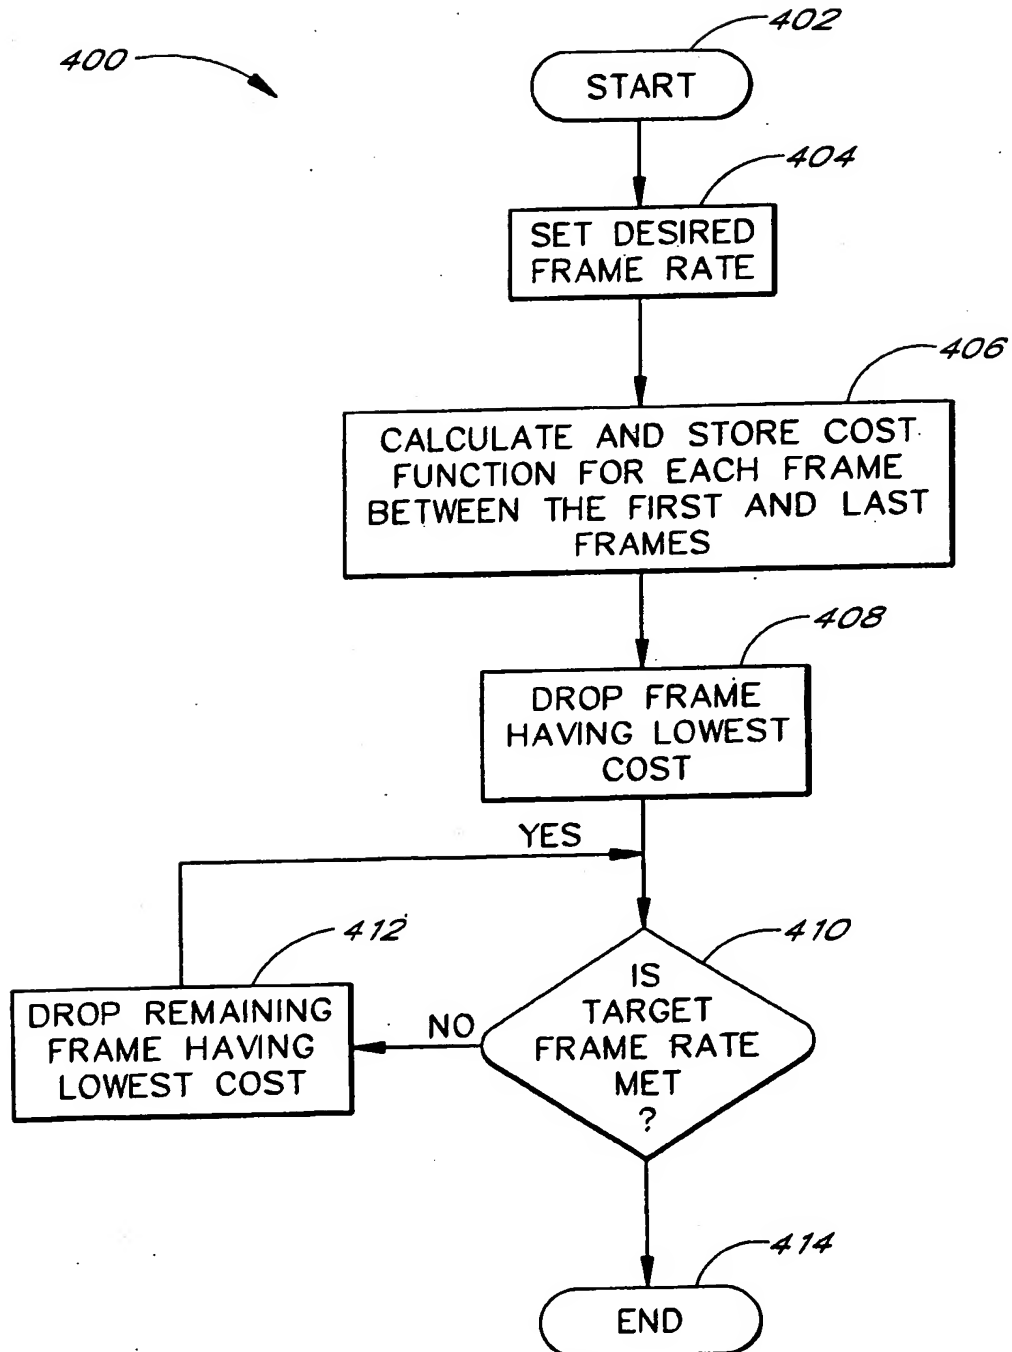 402
400
START
404
SET DESIRED
FRAME RATE
406
CALCULATE AND STORE COST
FUNCTION FOR EACH FRAME
BETWEEN THE FIRST AND LAST
FRAMES
408
DROP FRAME
HAVING LOWEST
COST
YES
412
410
IS
TARGET
FRAME RATE
MET
?
NO
DROP REMAINING
FRAME HAVING
LOWEST COST
414
END